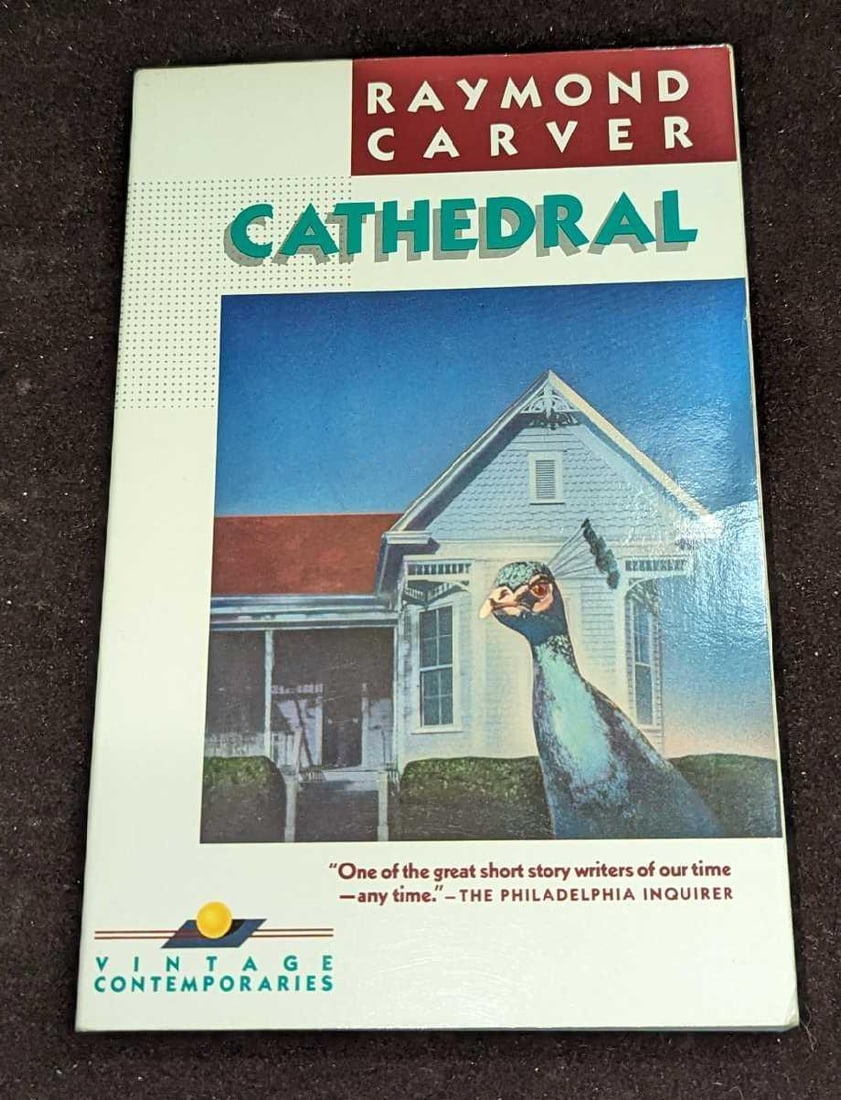 RAYMOND
CARVER
CATHEDRAL
"One of the great short story writers of our time
—any time."—THE PHILADELPHIA INQUIRER
VINTAGE
CONTEMPORARIES